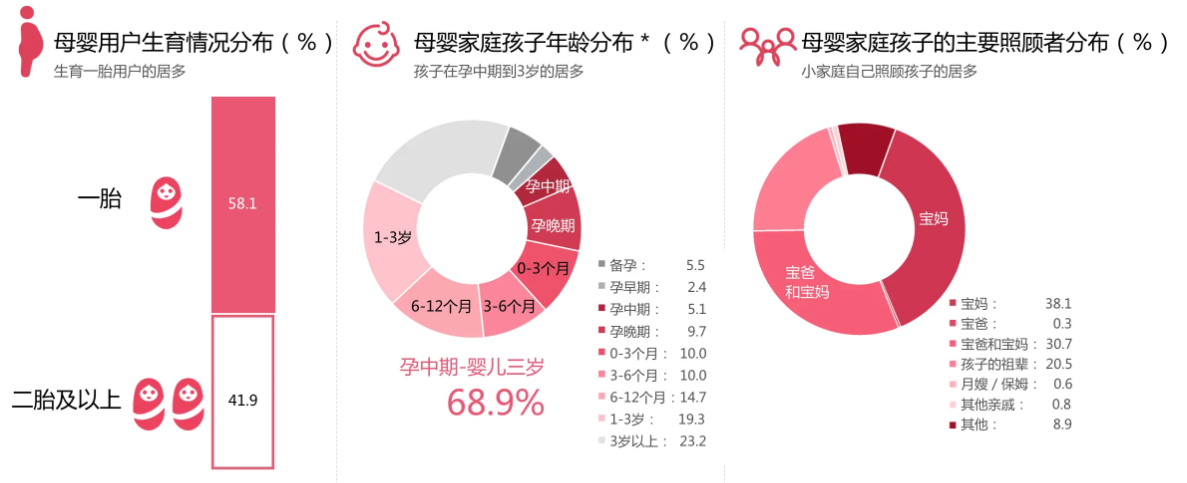 母婴用户生育情况分布（%）
生育一胎用户的居多
一胎
58.1
二胎及以上
41.9
母婴家庭孩子年龄分布 *（%）
孩子在孕中期到3岁的居多
孕中期
孕晚期
0-3个月
3-6个月
6-12个月
1-3岁
孕中期-婴儿三岁
68.9%
备孕： 5.5
孕早期： 2.4
孕中期： 5.1
孕晚期： 9.7
0-3个月： 10.0
3-6个月： 10.0
6-12个月： 14.7
1-3岁： 19.3
3岁以上： 23.2
母婴家庭孩子的主要照顾者分布（%）
小家庭自己照顾孩子的居多
宝妈
宝爸
和宝妈
宝妈： 38.1
宝爸： 0.3
宝爸和宝妈： 30.7
孩子的祖辈： 20.5
月嫂 / 保姆： 0.6
其他亲戚： 0.8
其他： 8.9